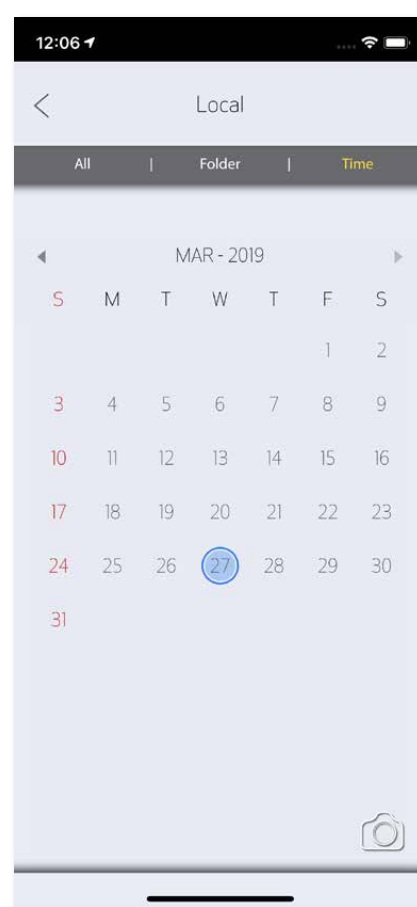 12:06
Local
All | Folder | Time
MAR - 2019
S M T W T F S
1 2
3 4 5 6 7 8 9
10 11 12 13 14 15 16
17 18 19 20 21 22 23
24 25 26 27 28 29 30
31